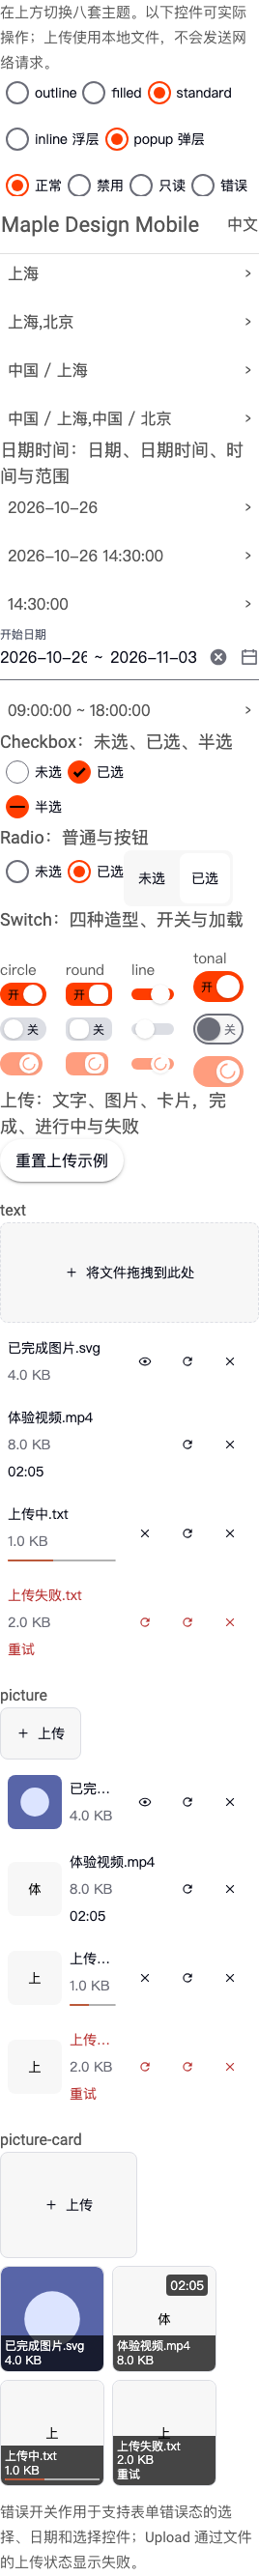 在上方切换八套主题。以下控件可实际
操作；上传使用本地文件，不会发送网
络请求。
outline filled standard
inline 浮层 popup 弹层
正常 禁用 只读 错误
Maple Design Mobile 中文
上海
上海,北京
中国 / 上海
中国 / 上海,中国 / 北京
日期时间：日期、日期时间、时
间与范围
2026-10-26
2026-10-26 14:30:00
14:30:00
开始日期
2026-10-26 ~ 2026-11-03
09:00:00 ~ 18:00:00
Checkbox：未选、已选、半选
未选 已选
半选
Radio：普通与按钮
未选 已选 未选 已选
Switch：四种造型、开关与加载
circle round line tonal
开 开 开
关 关 关
上传：文字、图片、卡片，完
成、进行中与失败
重置上传示例
text
将文件拖拽到此处
已完成图片.svg
4.0 KB
体验视频.mp4
8.0 KB
02:05
上传中.txt
1.0 KB
上传失败.txt
2.0 KB
重试
picture
上传
已完...
4.0 KB
体
体验视频.mp4
8.0 KB
02:05
上
上传...
1.0 KB
上
上传...
2.0 KB
重试
picture-card
上传
已完成图片.svg
4.0 KB
02:05
体
体验视频.mp4
8.0 KB
上
上传中.txt
1.0 KB
上
上传失败.txt
2.0 KB
重试
错误开关作用于支持表单错误态的选
择、日期和选择控件；Upload 通过文件
的上传状态显示失败。